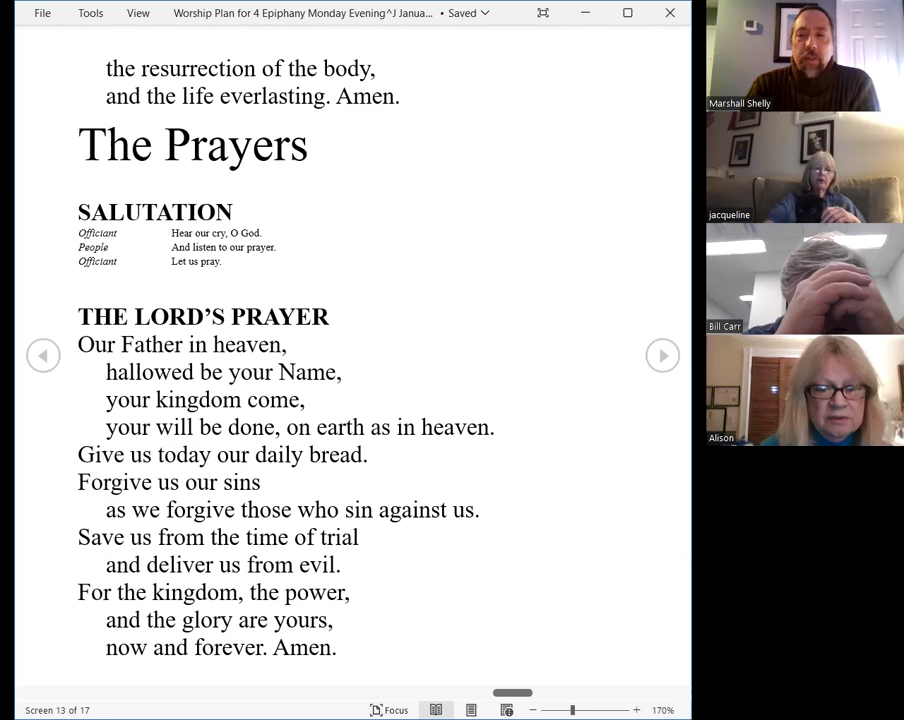 File Tools View Worship Plan for 4 Epiphany Monday Evening^J Janua... • Saved
the resurrection of the body,
and the life everlasting. Amen.
The Prayers
SALUTATION
Officiant Hear our cry, O God.
People And listen to our prayer.
Officiant Let us pray.
THE LORD'S PRAYER
Our Father in heaven,
hallowed be your Name,
your kingdom come,
your will be done, on earth as in heaven.
Give us today our daily bread.
Forgive us our sins
as we forgive those who sin against us.
Save us from the time of trial
and deliver us from evil.
For the kingdom, the power,
and the glory are yours,
now and forever. Amen.
Screen 13 of 17 Focus 170%
Marshall Shelly
jacqueline
Bill Carr
Alison